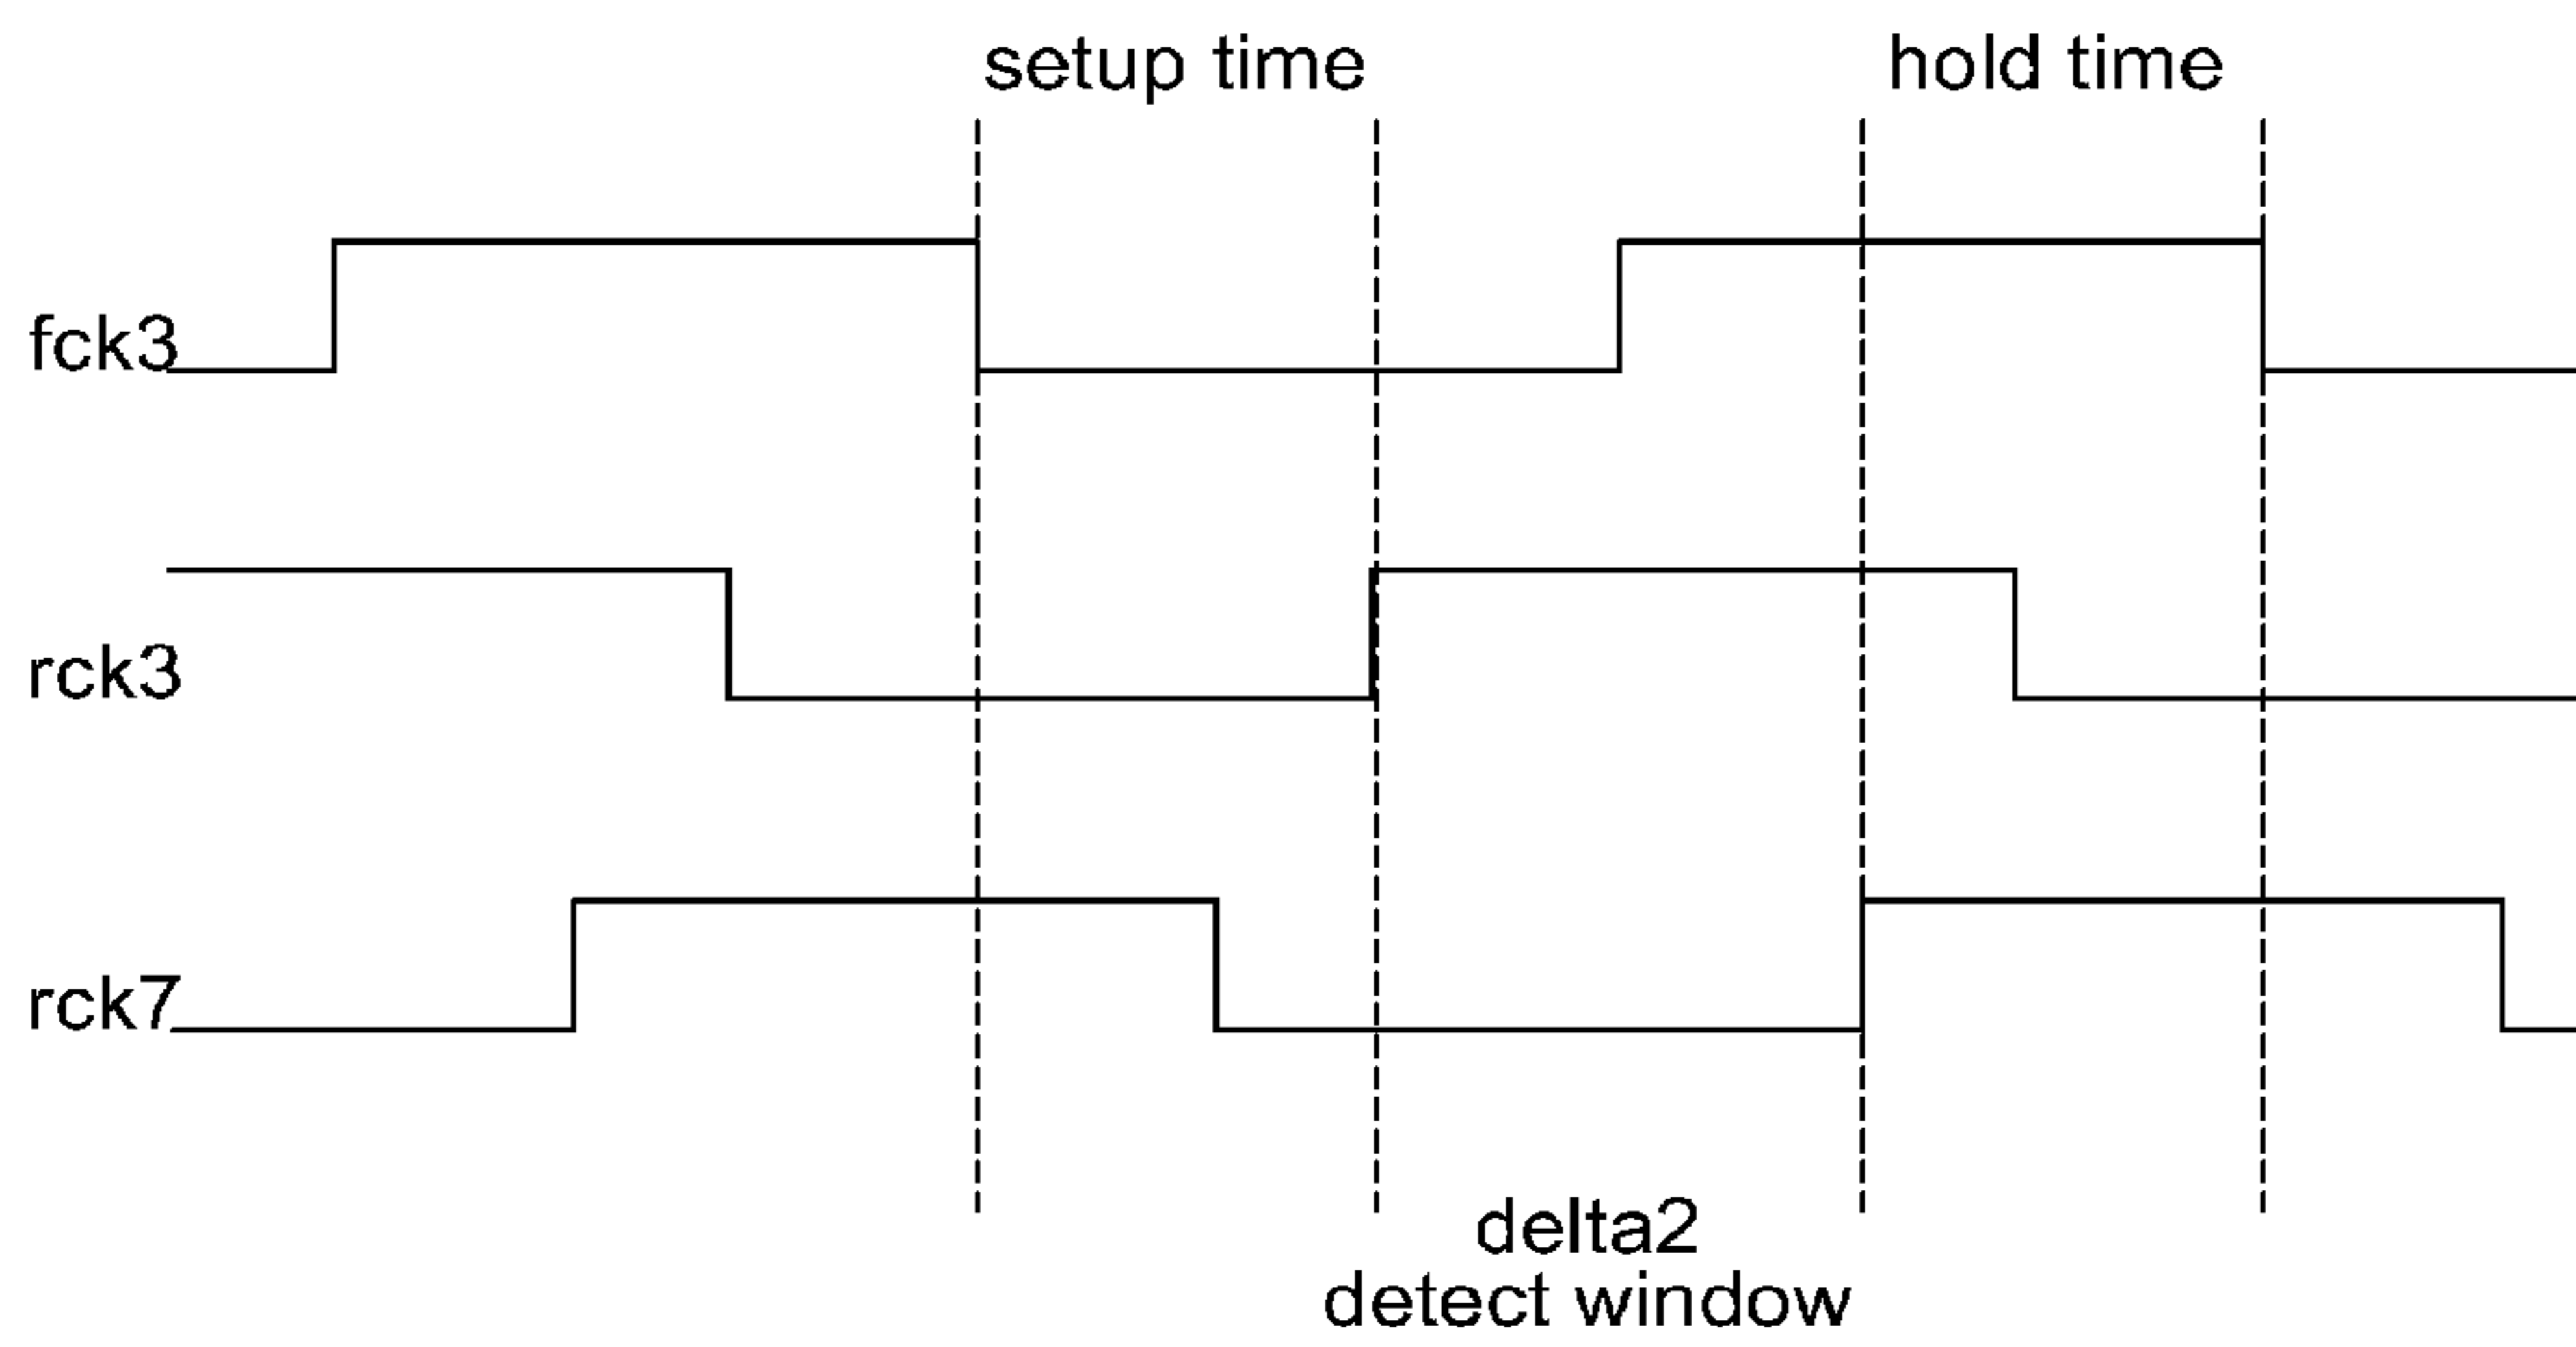 setup time
hold time
fck3
rck3
rck7
delta2
detect window